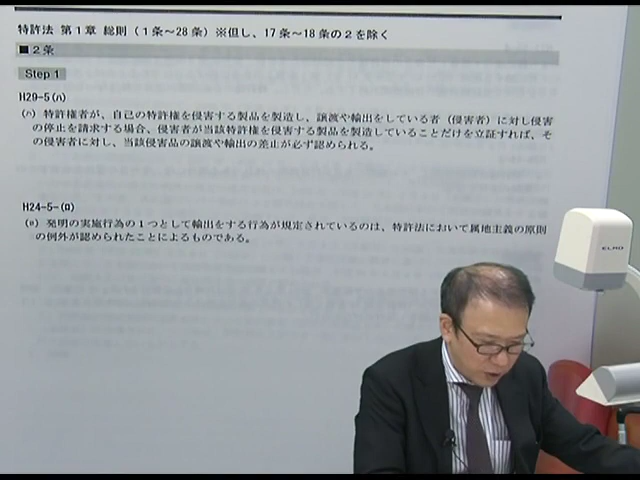 特許法 第1章 総則（1条～28条）※但し、17条～18条の2を除く
■2条
Step 1
H29-5(ハ)
(ハ) 特許権者が、自己の特許権を侵害する製品を製造し、譲渡や輸出をしている者（侵害者）に対し侵害
の停止を請求する場合、侵害者が当該特許権を侵害する製品を製造していることだけを立証すれば、そ
の侵害者に対し、当該侵害品の譲渡や輸出の差止が必ず認められる。
H24-5-(ロ)
(ロ) 発明の実施行為の1つとして輸出をする行為が規定されているのは、特許法において属地主義の原則
の例外が認められたことによるものである。
ELMO